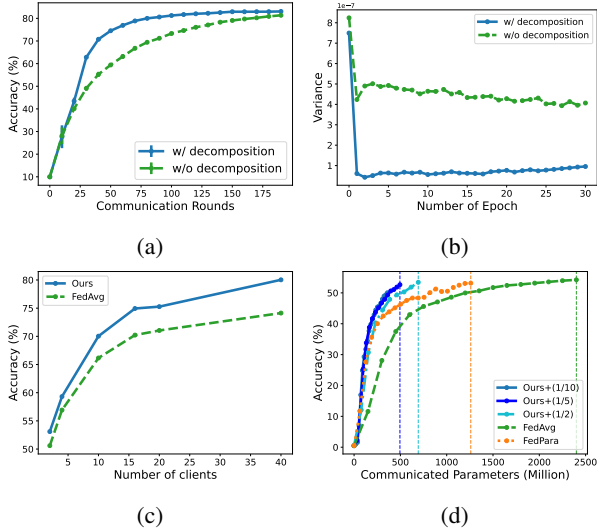 80
70
60
50
40
30
20
10
Accuracy (%)
w/ decomposition
w/o decomposition
0 25 50 75 100 125 150 175
Communication Rounds
(a)
1e−7
8
7
6
5
4
3
2
1
Variance
w/ decomposition
w/o decomposition
0 10 20 30
Number of Epoch
(b)
80
75
70
65
60
55
50
Accuracy (%)
Ours
FedAvg
10 20 30 40
Number of clients
(c)
50
40
30
20
10
0
Accuracy (%)
Ours+(1/10)
Ours+(1/5)
Ours+(1/2)
FedAvg
FedPara
0 500 1000 1500 2000 2500
Communicated Parameters (Million)
(d)